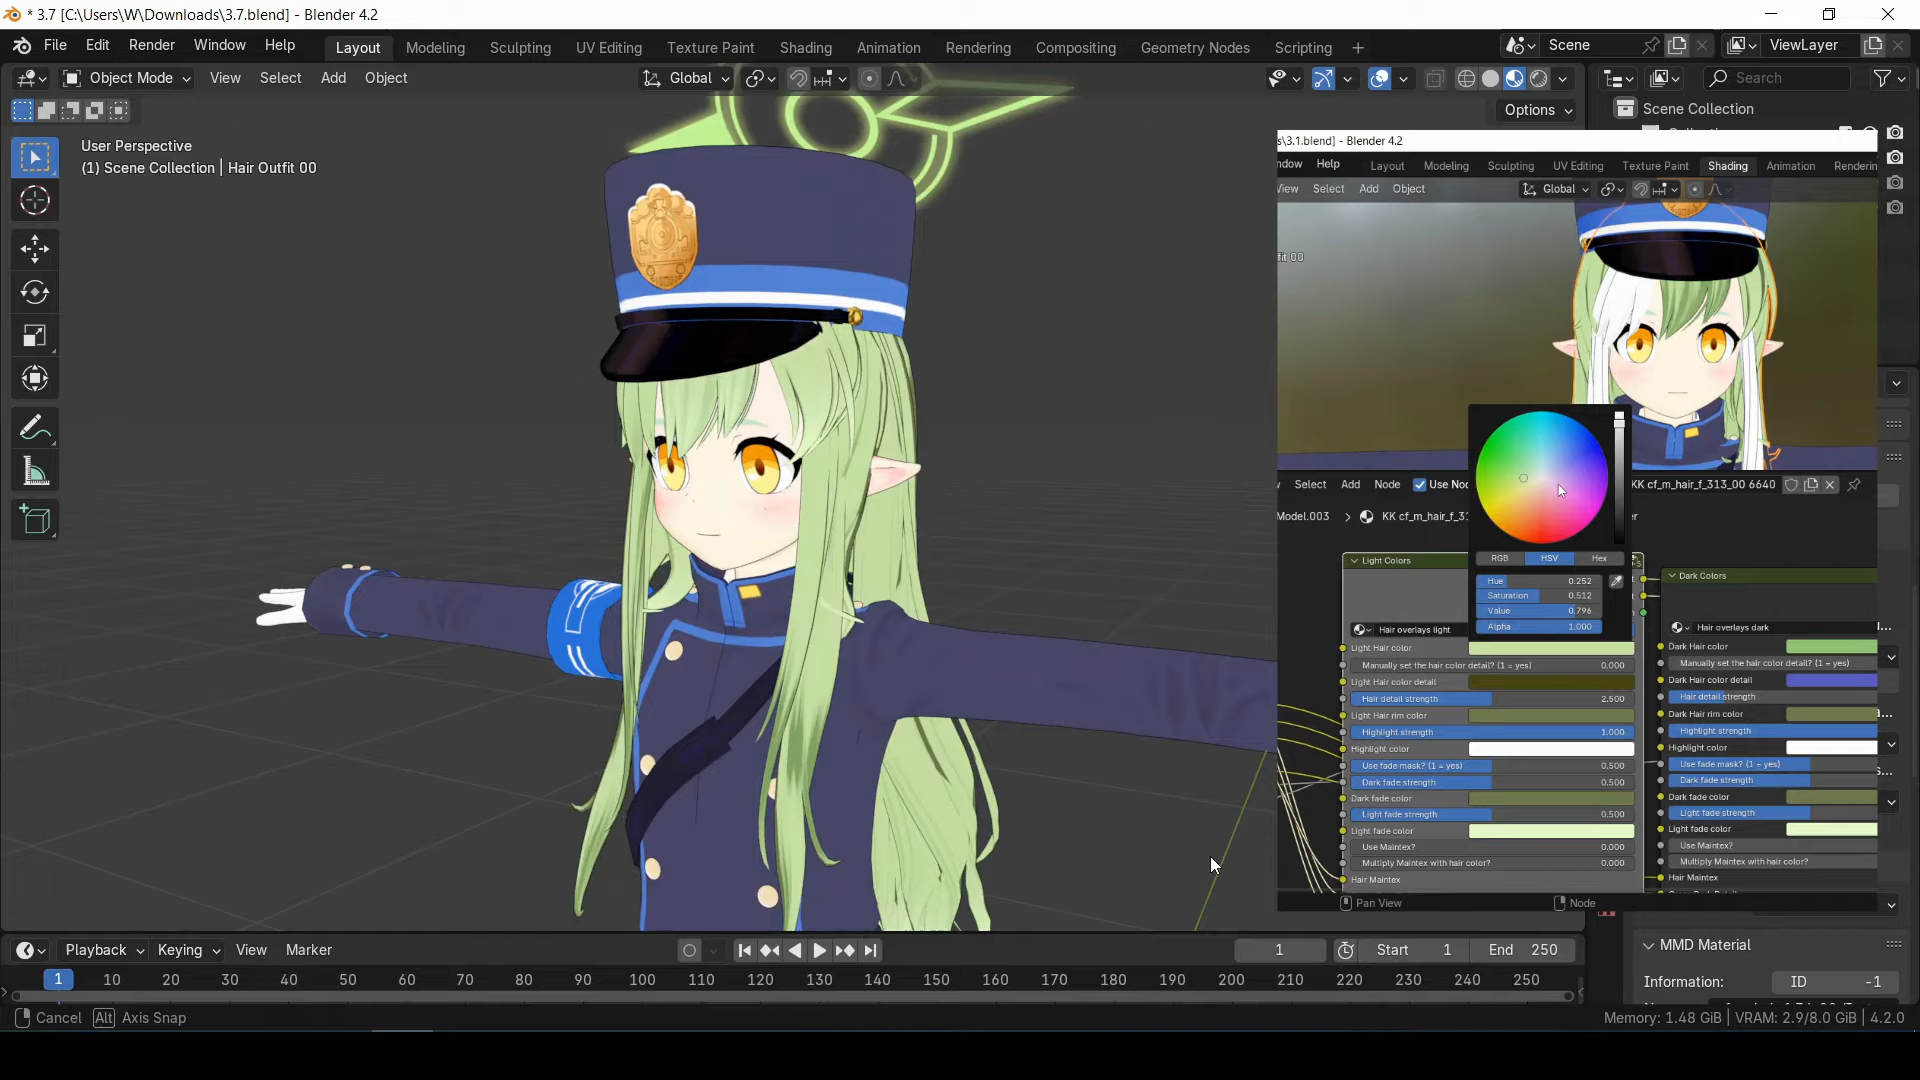 * 3.7 [C:\Users\W\Downloads\3.7.blend] - Blender 4.2
File Edit Render Window Help Layout Modeling Sculpting UV Editing Texture Paint Shading Animation Rendering Compositing Geometry Nodes Scripting + Scene ViewLayer
Object Mode View Select Add Object Global Search
Options Scene Collection
User Perspective
(1) Scene Collection | Hair Outfit 00
s\3.1.blend] - Blender 4.2
ndow Help Layout Modeling Sculpting UV Editing Texture Paint Shading Animation Renderin
View Select Add Object Global
fit 00
RGB HSV Hex
Hue 0.252
Saturation 0.512
Value 0.796
Alpha 1.000
Select Add Node Use Noc KK cf_m_hair_f_313_00 6640
Model.003 > KK cf_m_hair_f_31 er
Light Colors
Hair overlays light
Light Hair color
Manually set the hair color detail? (1 = yes) 0.000
Light Hair color detail
Hair detail strength 2.500
Light Hair rim color
Highlight strength 1.000
Highlight color
Use fade mask? (1 = yes) 0.500
Dark fade strength 0.500
Dark fade color
Light fade strength 0.500
Light fade color
Use Maintex? 0.000
Multiply Maintex with hair color? 0.000
Hair Maintex
Dark Colors
Hair overlays dark
Dark Hair color
Manually set the hair color detail? (1 = yes)
Dark Hair color detail
Hair detail strength
Dark Hair rim color
Highlight strength
Highlight color
Use fade mask? (1 = yes)
Dark fade strength
Dark fade color
Light fade strength
Light fade color
Use Maintex?
Multiply Maintex with hair color?
Hair Maintex
Pan View Node
MMD Material
Information: ID -1
Playback Keying View Marker 1 Start 1 End 250
1 10 20 30 40 50 60 70 80 90 100 110 120 130 140 150 160 170 180 190 200 210 220 230 240 250
Cancel Alt Axis Snap Memory: 1.48 GiB | VRAM: 2.9/8.0 GiB | 4.2.0